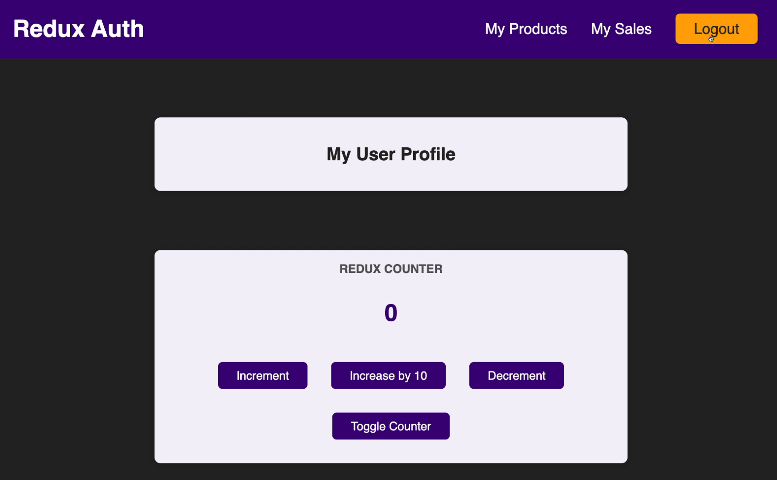 Redux Auth
My Products
My Sales
Logout
My User Profile
REDUX COUNTER
0
Increment
Increase by 10
Decrement
Toggle Counter